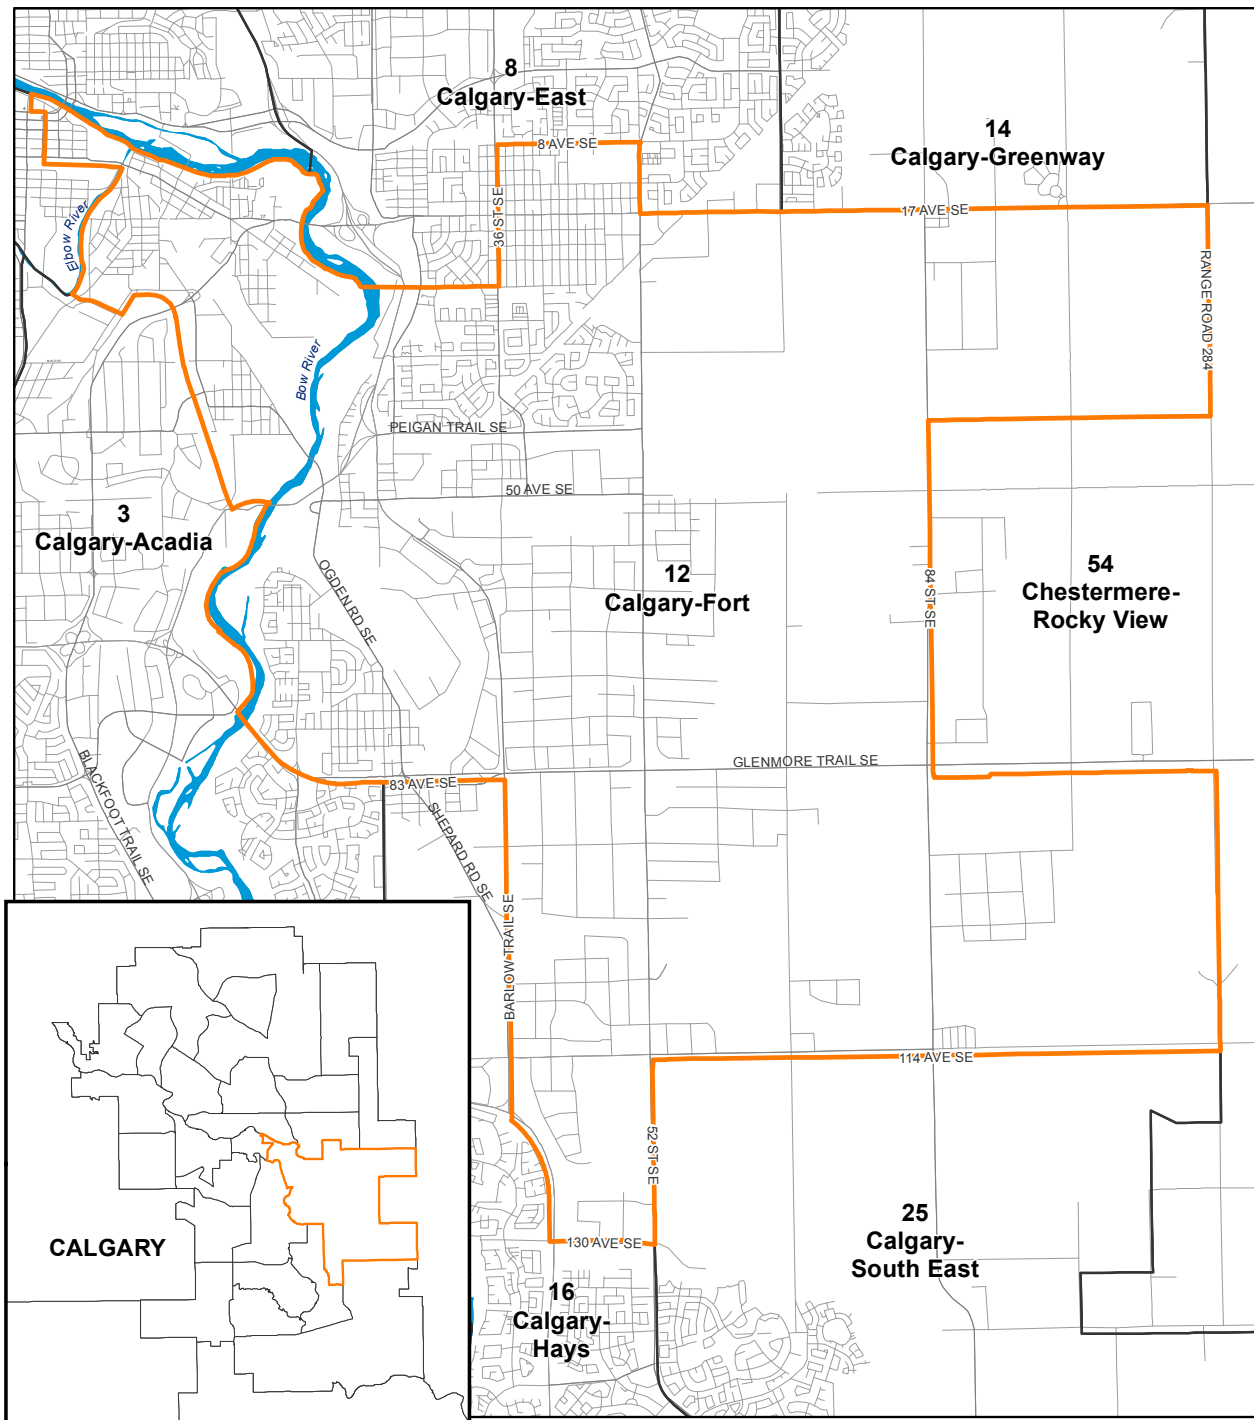 8
Calgary-East
8 AVE SE
14
Calgary-Greenway
17 AVE SE
36 ST SE
Elbow River
RANGE ROAD 284
Bow River
PEIGAN TRAIL SE
50 AVE SE
3
Calgary-Acadia
OGDEN RD SE
12
Calgary-Fort
84 ST SE
54
Chestermere-
Rocky View
BLACKFOOT TRAIL SE
GLENMORE TRAIL SE
83 AVE SE
SHEPARD RD SE
BARLOW TRAIL SE
114 AVE SE
52 ST SE
130 AVE SE
25
Calgary-
South East
16
Calgary-
Hays
CALGARY